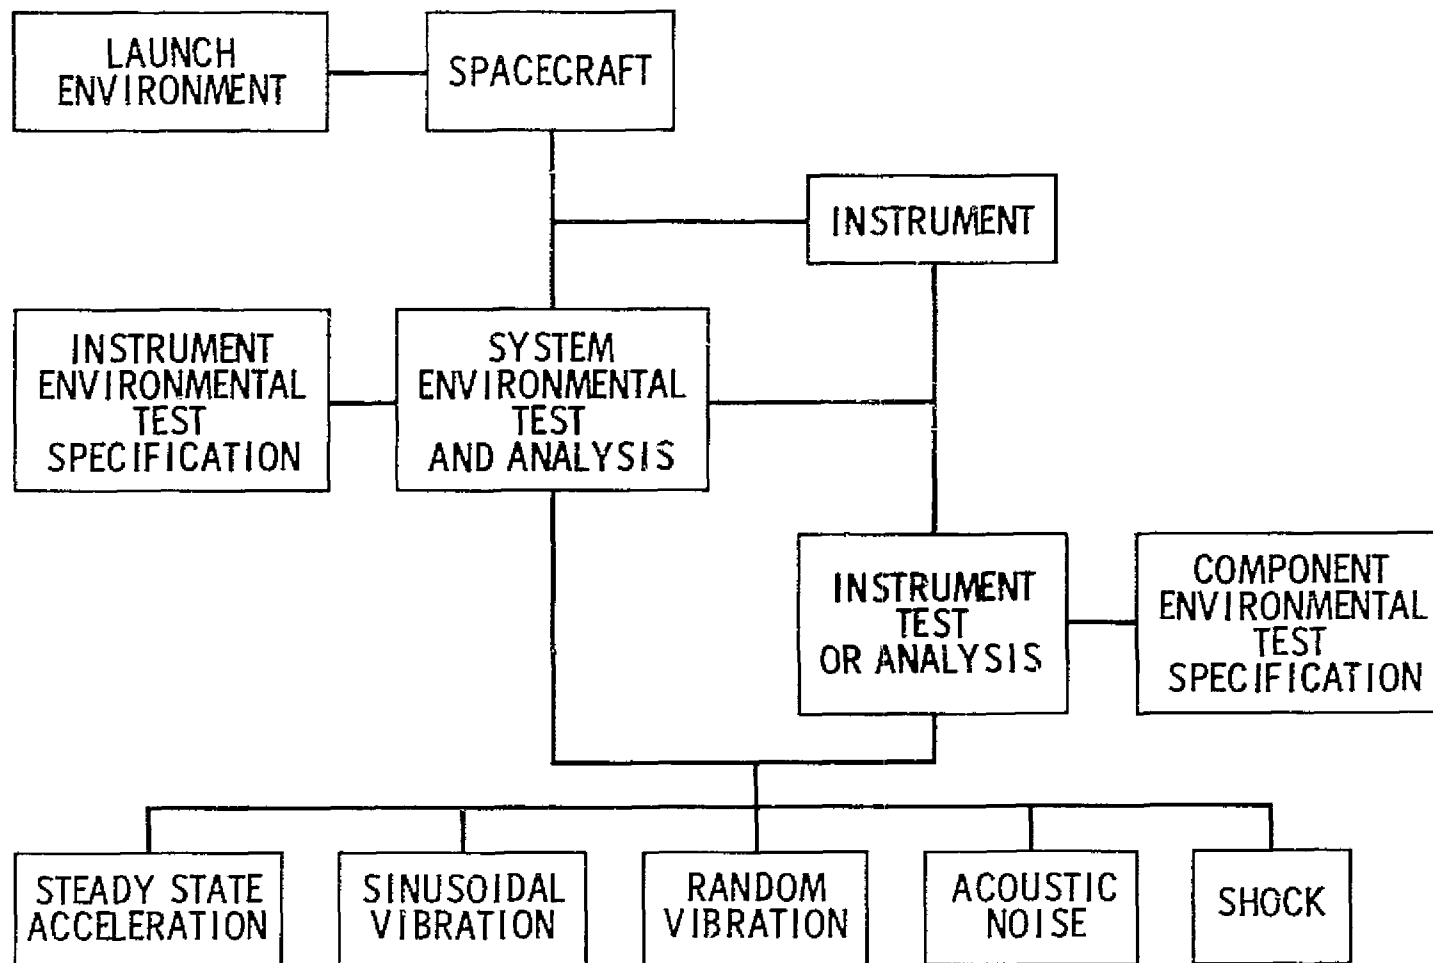 LAUNCH
ENVIRONMENT
SPACECRAFT
INSTRUMENT
INSTRUMENT
ENVIRONMENTAL
TEST
SPECIFICATION
SYSTEM
ENVIRONMENTAL
TEST
AND ANALYSIS
INSTRUMENT
TEST
OR ANALYSIS
COMPONENT
ENVIRONMENTAL
TEST
SPECIFICATION
STEADY STATE
ACCELERATION
SINUSOIDAL
VIBRATION
RANDOM
VIBRATION
ACOUSTIC
NOISE
SHOCK